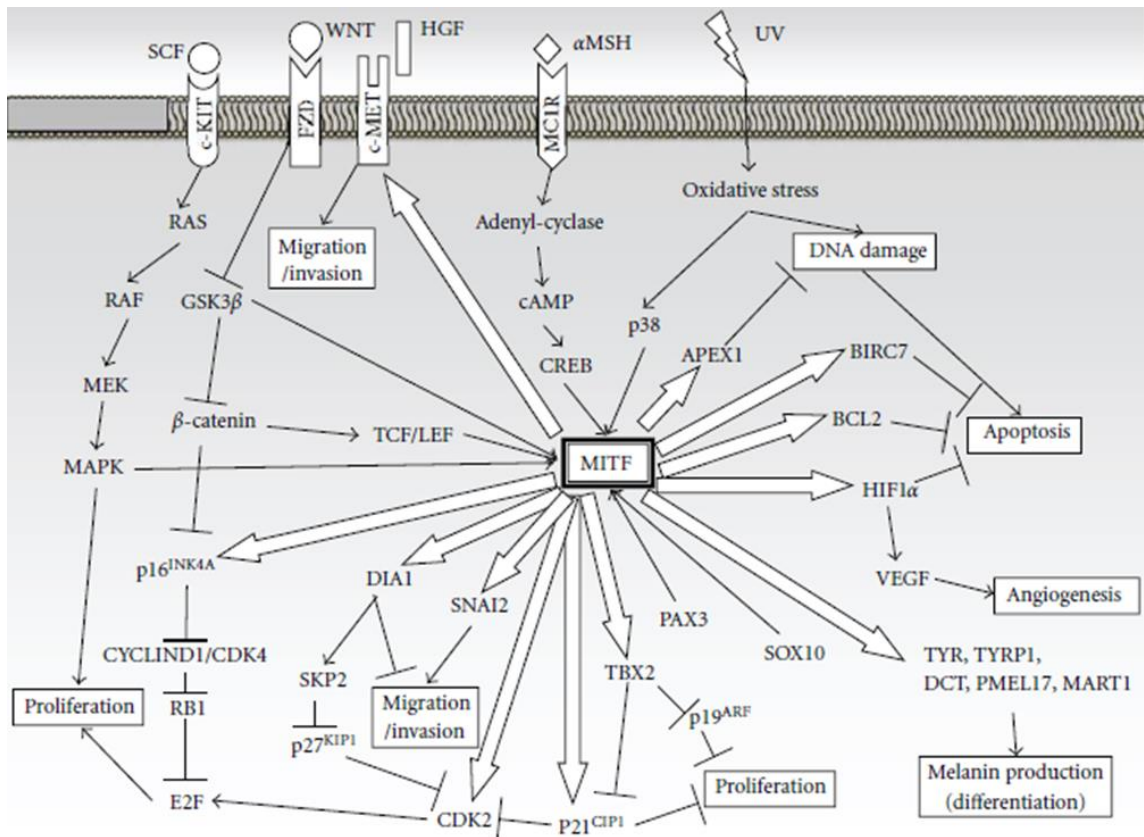 SCF
WNT
HGF
αMSH
UV
c-KIT
FZD
c-MET
MC1R
Oxidative stress
RAS
Adenyl-cyclase
Migration
/invasion
DNA damage
RAF
GSK3β
cAMP
p38
APEX1
BIRC7
MEK
CREB
β-catenin
TCF/LEF
BCL2
Apoptosis
MAPK
MITF
HIF1α
p16INK4A
DIA1
SNAI2
VEGF
Angiogenesis
PAX3
SOX10
CYCLIND1/CDK4
SKP2
TBX2
TYR, TYRP1,
DCT, PMEL17, MART1
Proliferation
RB1
Migration
/invasion
p19ARF
p27KIP1
Proliferation
Melanin production
(differentiation)
E2F
CDK2
P21CIP1